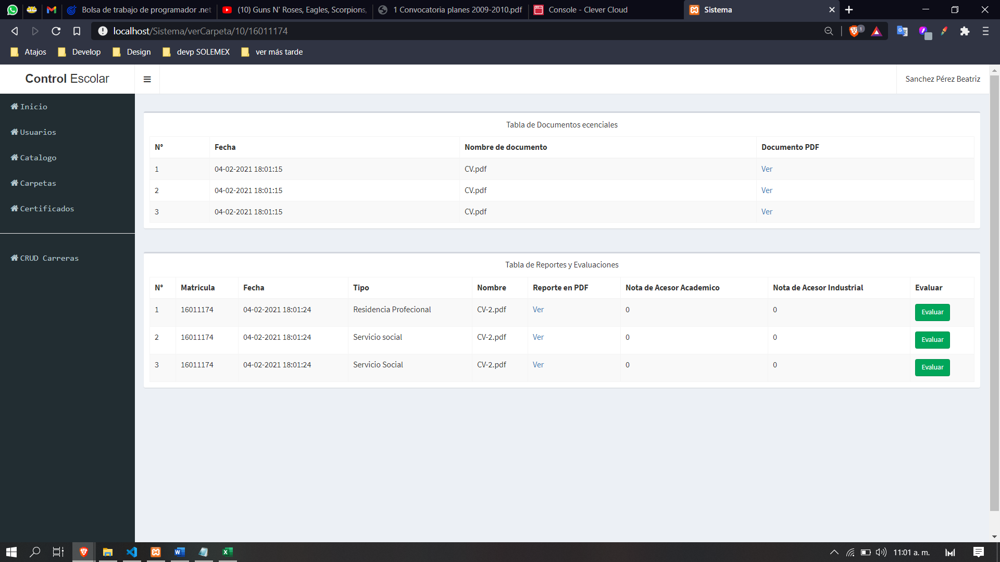 Bolsa de trabajo de programador .net
(10) Guns N' Roses, Eagles, Scorpions,
1 Convocatoria planes 2009-2010.pdf
Console - Clever Cloud
Sistema
localhost/Sistema/verCarpeta/10/16011174
1
Atajos
Develop
Design
devp SOLEMEX
ver más tarde
Control Escolar
Sanchez Pérez Beatriz
Inicio
Usuarios
Catalogo
Carpetas
Certificados
CRUD Carreras
Tabla de Documentos ecenciales
N° Fecha Nombre de documento Documento PDF
1 04-02-2021 18:01:15 CV.pdf Ver
2 04-02-2021 18:01:15 CV.pdf Ver
3 04-02-2021 18:01:15 CV.pdf Ver
Tabla de Reportes y Evaluaciones
N° Matricula Fecha Tipo Nombre Reporte en PDF Nota de Acesor Academico Nota de Acesor Industrial Evaluar
1 16011174 04-02-2021 18:01:24 Residencia Profecional CV-2.pdf Ver 0 0 Evaluar
2 16011174 04-02-2021 18:01:24 Servicio social CV-2.pdf Ver 0 0 Evaluar
3 16011174 04-02-2021 18:01:24 Servicio Social CV-2.pdf Ver 0 0 Evaluar
11:01 a. m.